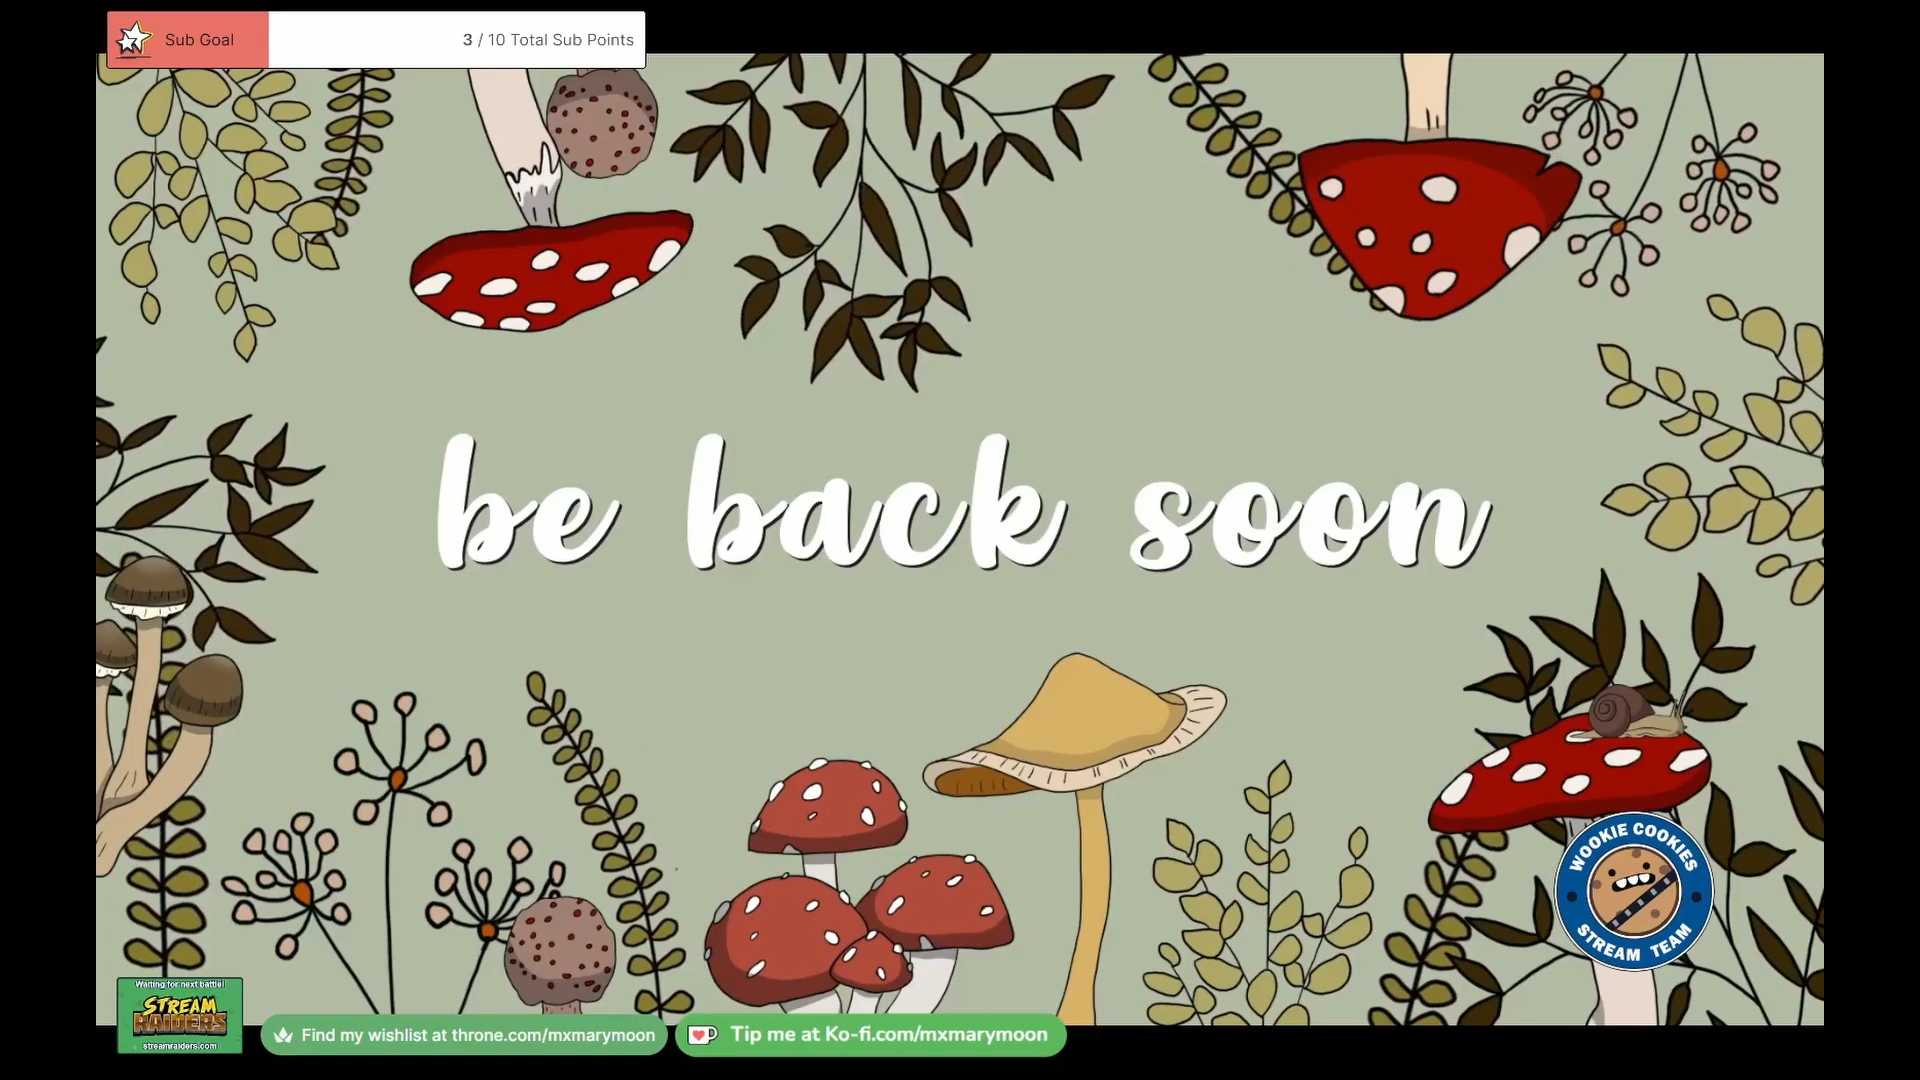 Sub Goal
3 / 10 Total Sub Points
be back soon
WOOKIE COOKIES
STREAM TEAM
Waiting for next battle!
STREAM
RAIDERS
streamraiders.com
Find my wishlist at throne.com/mxmarymoon
Tip me at Ko-fi.com/mxmarymoon